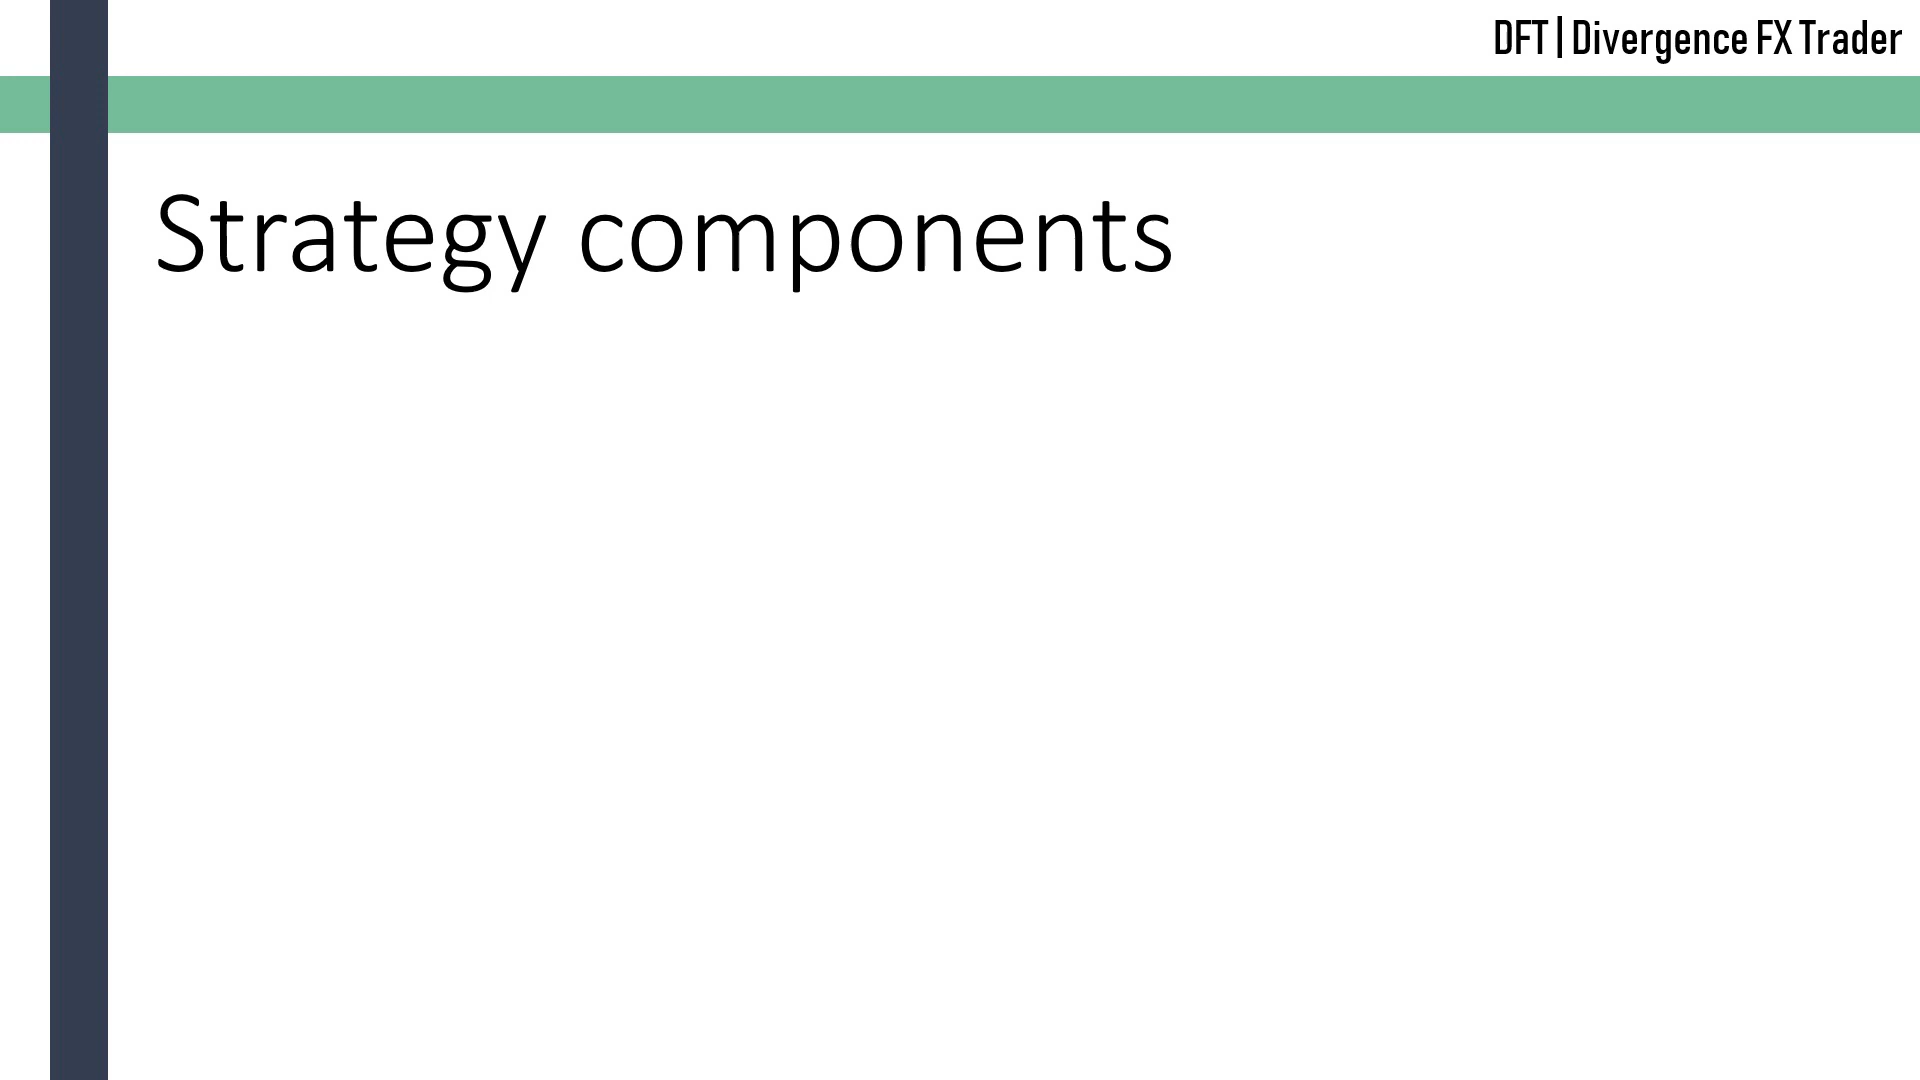 DFT | Divergence FX Trader
Strategy components